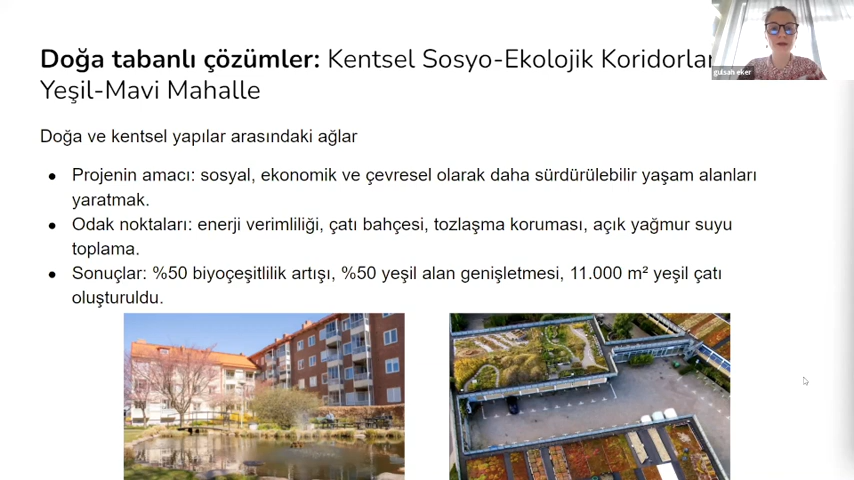 Doğa tabanlı çözümler: Kentsel Sosyo-Ekolojik Koridorlar
Yeşil-Mavi Mahalle
gulsah eker
Doğa ve kentsel yapılar arasındaki ağlar
● Projenin amacı: sosyal, ekonomik ve çevresel olarak daha sürdürülebilir yaşam alanları
yaratmak.
● Odak noktaları: enerji verimliliği, çatı bahçesi, tozlaşma koruması, açık yağmur suyu
toplama.
● Sonuçlar: %50 biyoçeşitlilik artışı, %50 yeşil alan genişletmesi, 11.000 m² yeşil çatı
oluşturuldu.